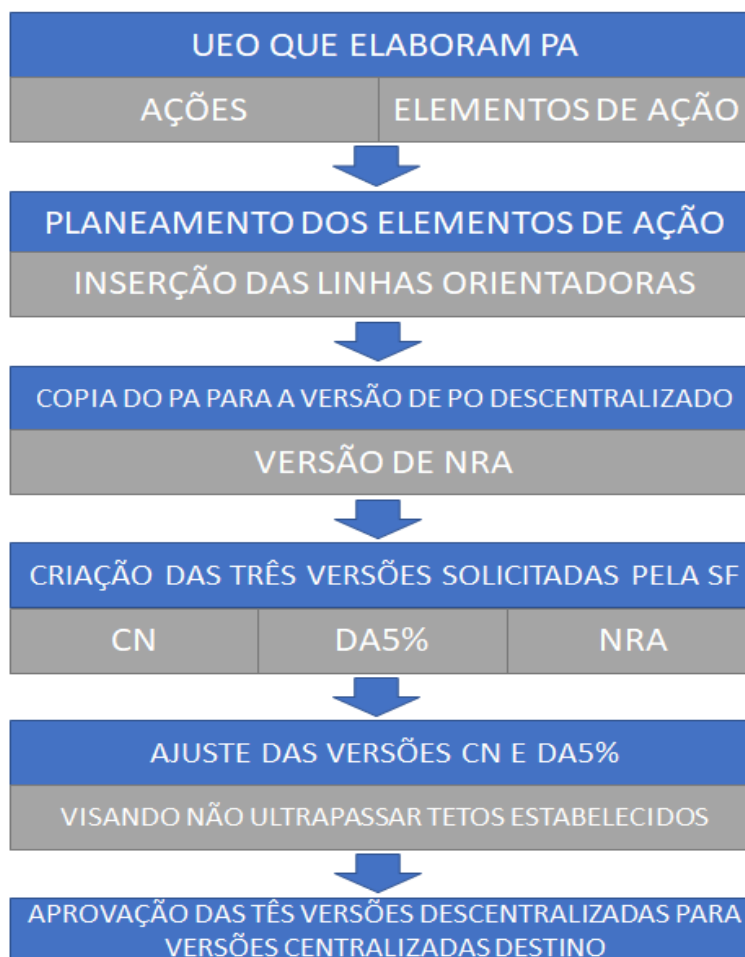 UEO QUE ELABORAM PA
AÇÕES
ELEMENTOS DE AÇÃO
PLANEAMENTO DOS ELEMENTOS DE AÇÃO
INSERÇÃO DAS LINHAS ORIENTADORAS
COPIA DO PA PARA A VERSÃO DE PO DESCENTRALIZADO
VERSÃO DE NRA
CRIAÇÃO DAS TRÊS VERSÕES SOLICITADAS PELA SF
CN
DA5%
NRA
AJUSTE DAS VERSÕES CN E DA5%
VISANDO NÃO ULTRAPASSAR TETOS ESTABELECIDOS
APROVAÇÃO DAS TÊS VERSÕES DESCENTRALIZADAS PARA
VERSÕES CENTRALIZADAS DESTINO